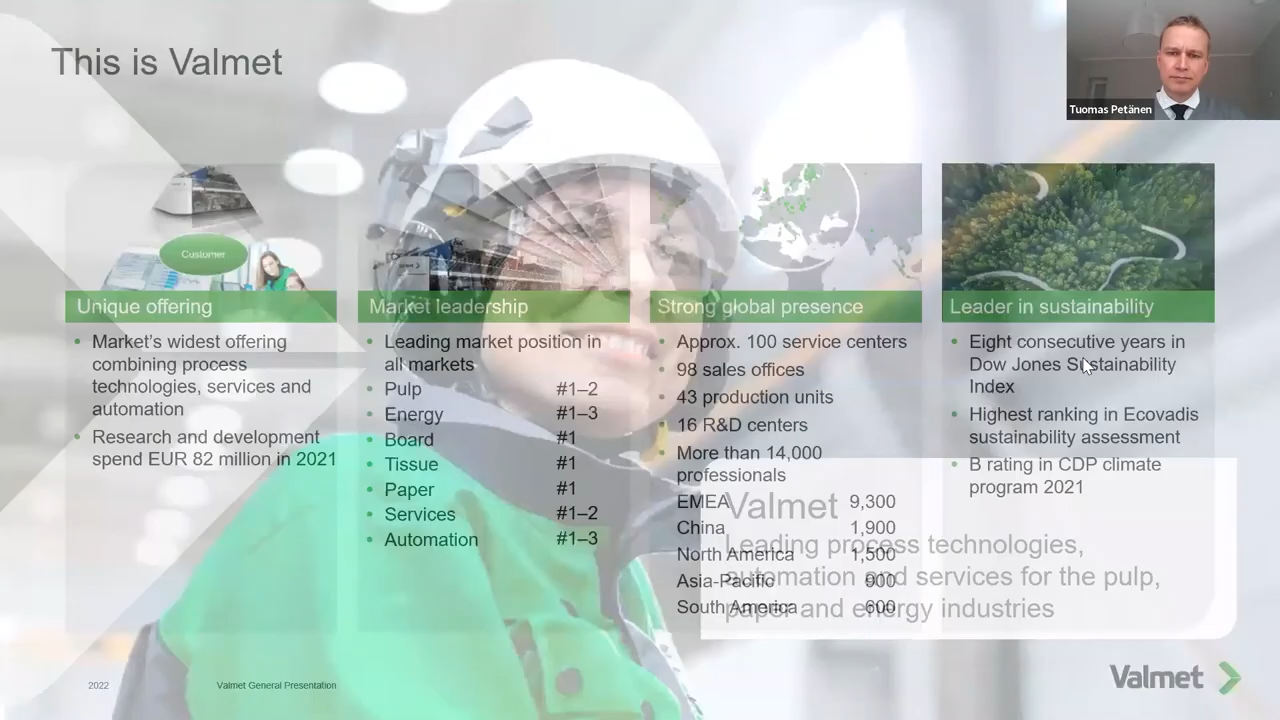 This is Valmet
Tuomas Petänen
Customer
Unique offering
• Market's widest offering
combining process
technologies, services and
automation
• Research and development
spend EUR 82 million in 2021
Market leadership
• Leading market position in
all markets
• Pulp #1–2
• Energy #1–3
• Board #1
• Tissue #1
• Paper #1
• Services #1–2
• Automation #1–3
Strong global presence
• Approx. 100 service centers
• 98 sales offices
• 43 production units
• 16 R&D centers
• More than 14,000
professionals
EMEA 9,300
China 1,900
North America 1,500
Asia-Pacific 900
South America 600
Leader in sustainability
• Eight consecutive years in
Dow Jones Sustainability
Index
• Highest ranking in Ecovadis
sustainability assessment
• B rating in CDP climate
program 2021
Valmet
Leading process technologies,
automation and services for the pulp,
paper and energy industries
2022
Valmet General Presentation
Valmet